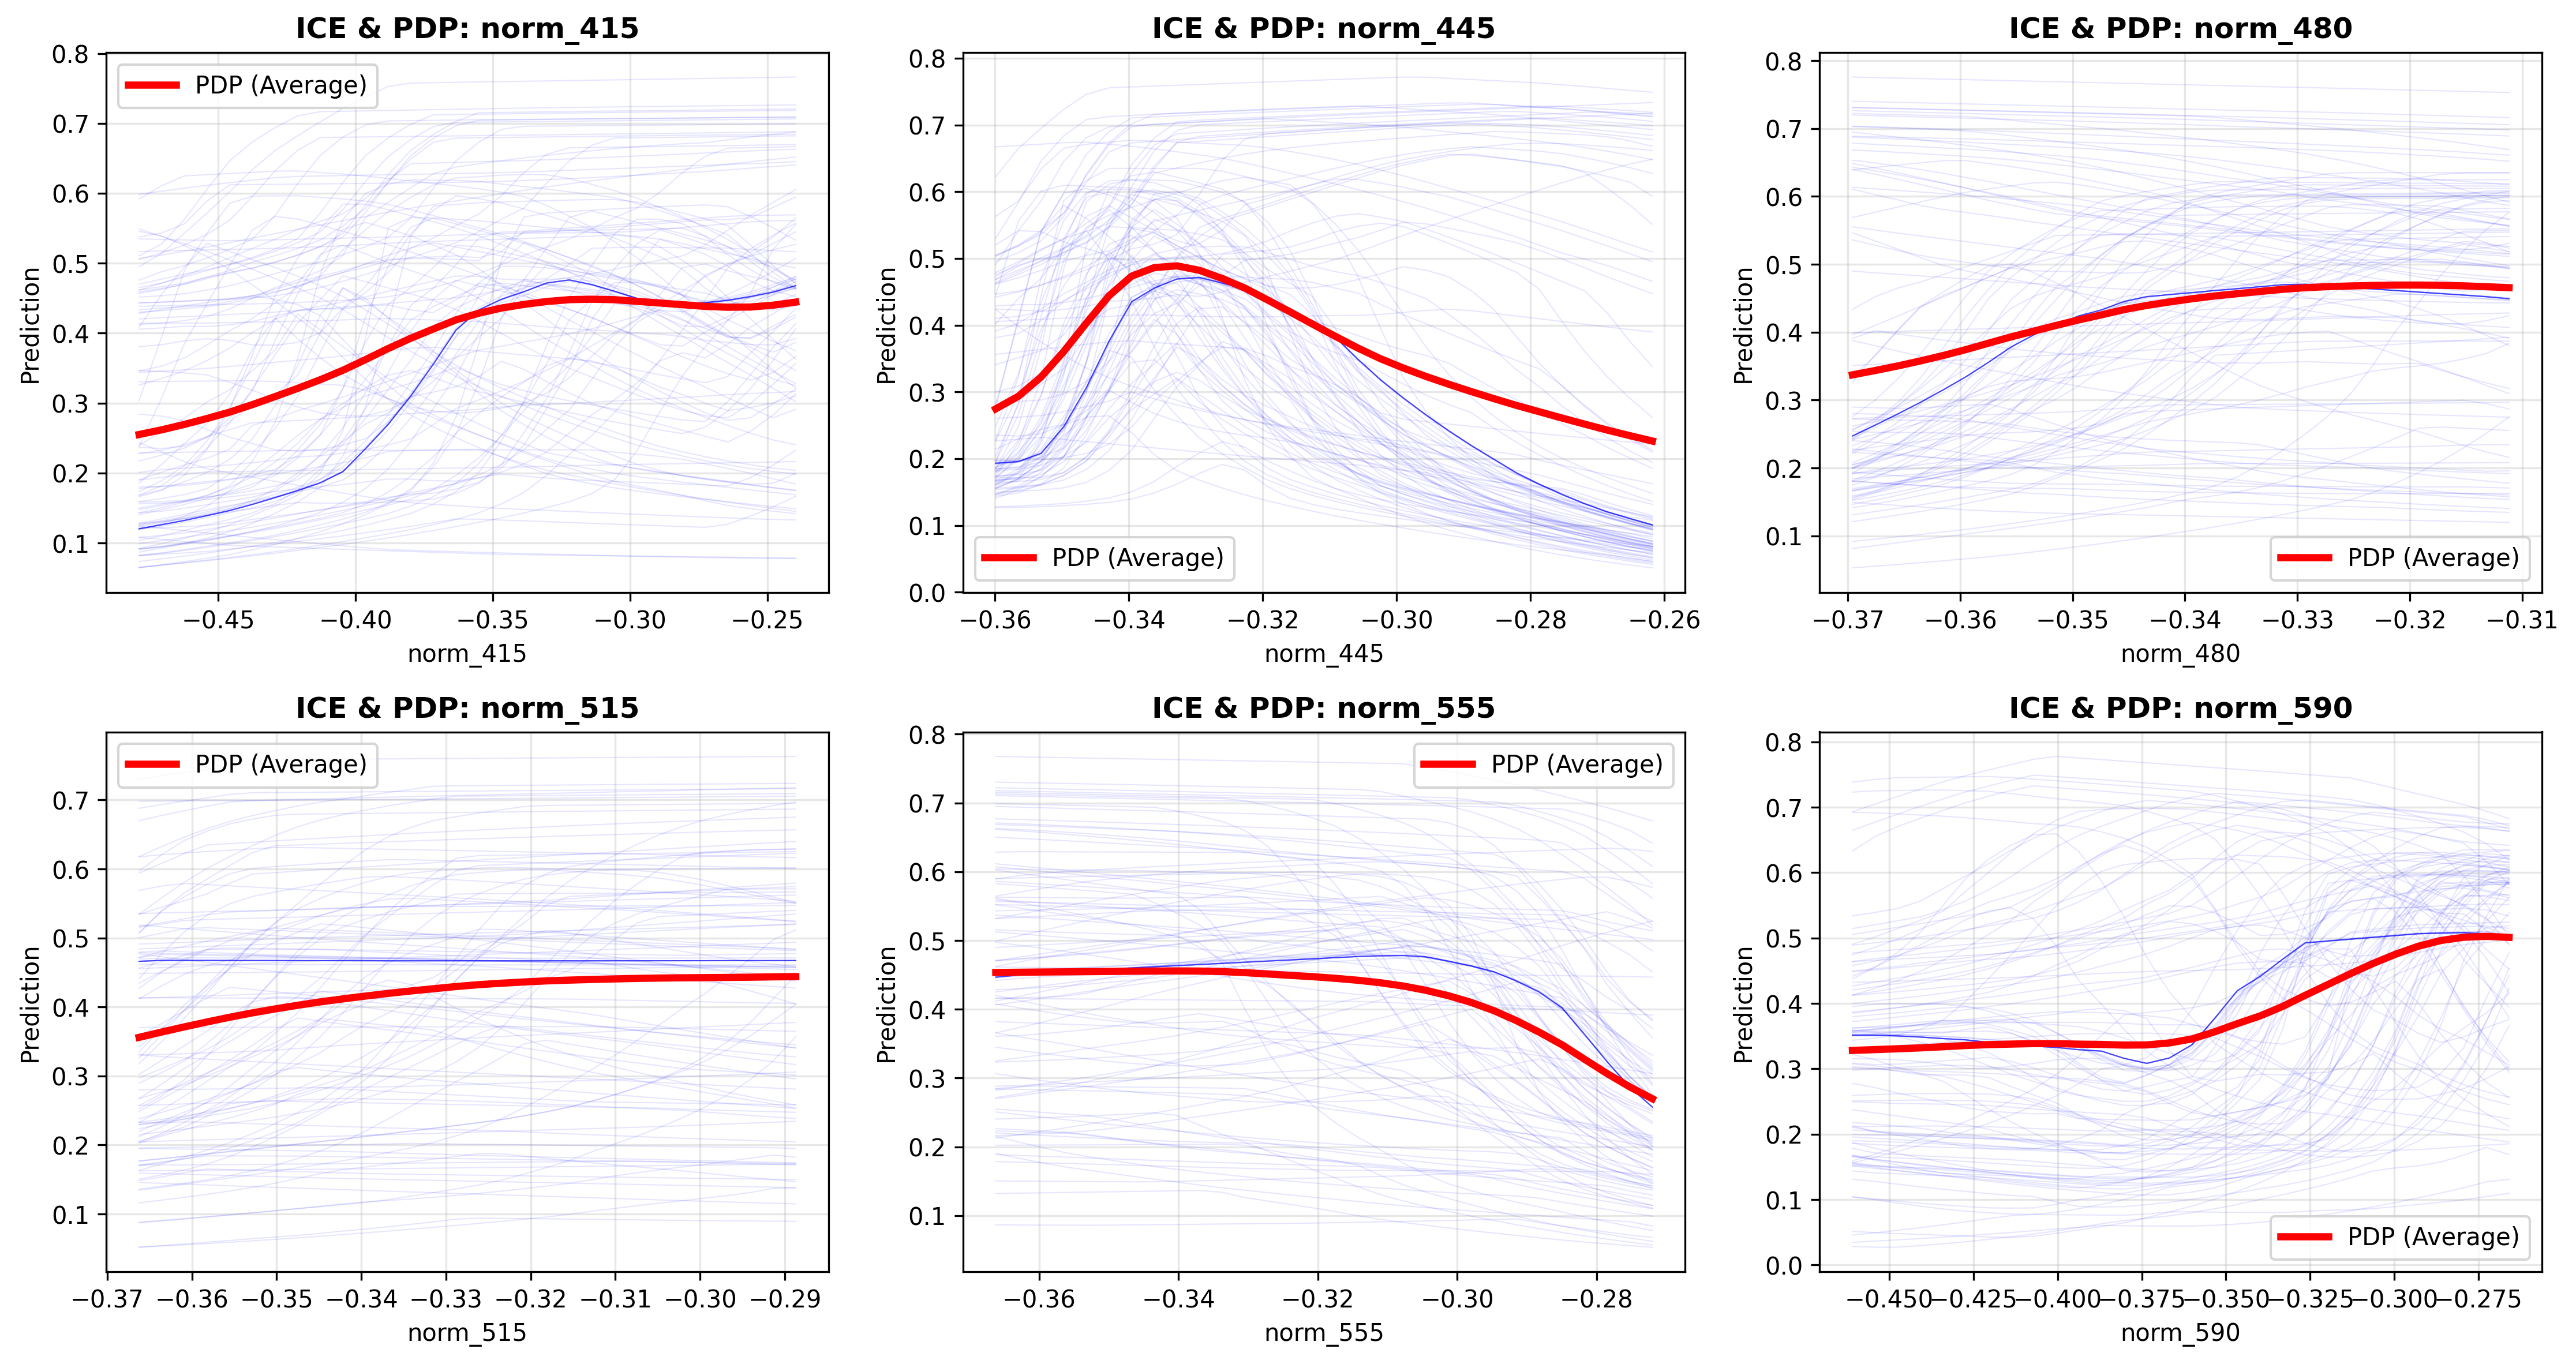 ICE & PDP: norm_415
PDP (Average)
Prediction
0.8
0.7
0.6
0.5
0.4
0.3
0.2
0.1
−0.45 −0.40 −0.35 −0.30 −0.25
norm_415
ICE & PDP: norm_445
PDP (Average)
Prediction
0.8
0.7
0.6
0.5
0.4
0.3
0.2
0.1
0.0
−0.36 −0.34 −0.32 −0.30 −0.28 −0.26
norm_445
ICE & PDP: norm_480
PDP (Average)
Prediction
0.8
0.7
0.6
0.5
0.4
0.3
0.2
0.1
−0.37 −0.36 −0.35 −0.34 −0.33 −0.32 −0.31
norm_480
ICE & PDP: norm_515
PDP (Average)
Prediction
0.7
0.6
0.5
0.4
0.3
0.2
0.1
−0.37 −0.36 −0.35 −0.34 −0.33 −0.32 −0.31 −0.30 −0.29
norm_515
ICE & PDP: norm_555
PDP (Average)
Prediction
0.8
0.7
0.6
0.5
0.4
0.3
0.2
0.1
−0.36 −0.34 −0.32 −0.30 −0.28
norm_555
ICE & PDP: norm_590
PDP (Average)
Prediction
0.8
0.7
0.6
0.5
0.4
0.3
0.2
0.1
0.0
−0.450 −0.425 −0.400 −0.375 −0.350 −0.325 −0.300 −0.275
norm_590